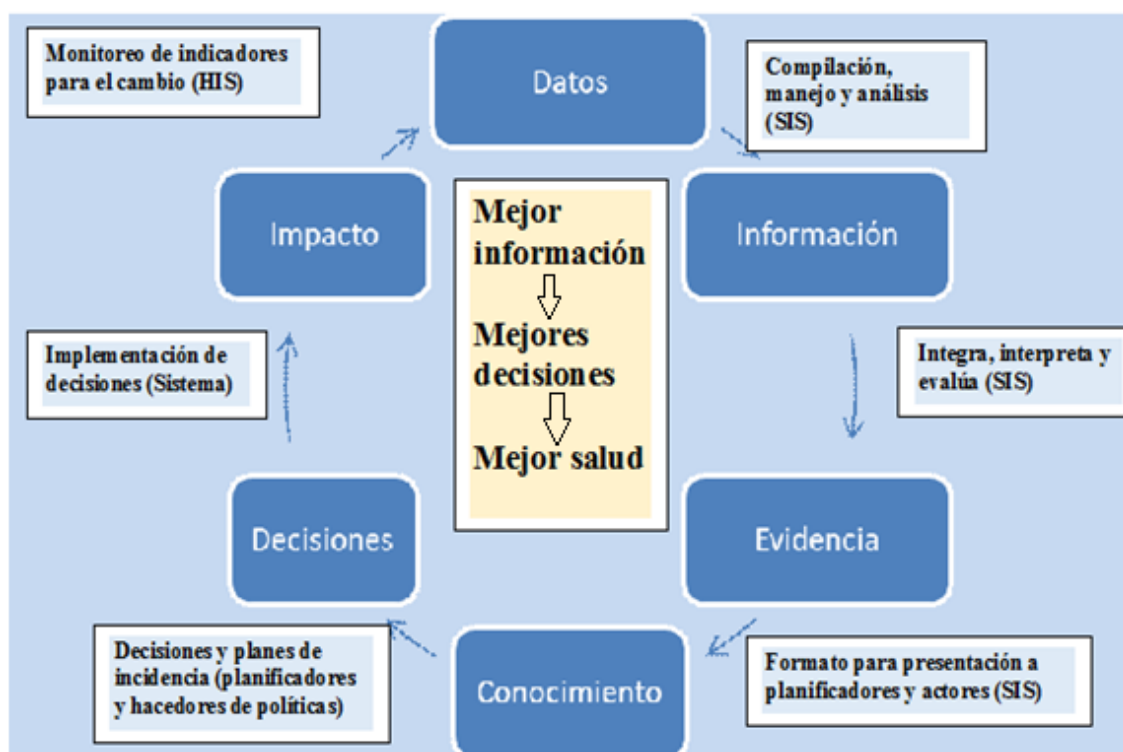 Datos
Compilación,
manejo y análisis
(SIS)
Información
Integra, interpreta y
evalúa (SIS)
Evidencia
Formato para presentación a
planificadores y actores (SIS)
Conocimiento
Decisiones y planes de
incidencia (planificadores
y hacedores de políticas)
Decisiones
Implementación de
decisiones (Sistema)
Impacto
Monitoreo de indicadores
para el cambio (HIS)
Mejor
información
Mejores
decisiones
Mejor salud